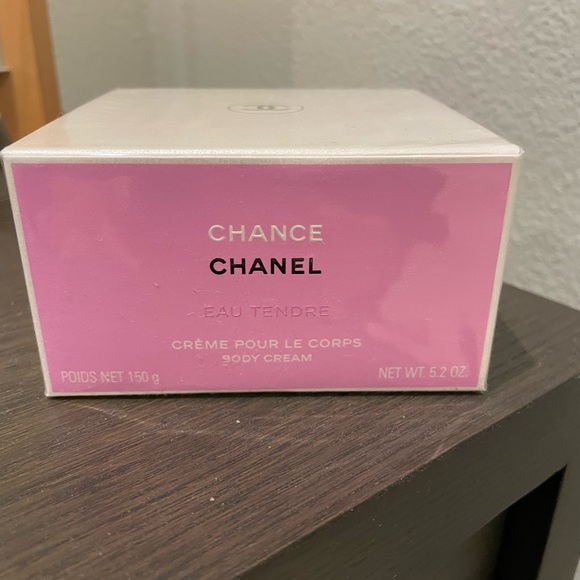 CHANCE
CHANEL
EAU TENDRE
CRÈME POUR LE CORPS
BODY CREAM
POIDS NET 150 g
NET WT. 5.2 OZ.